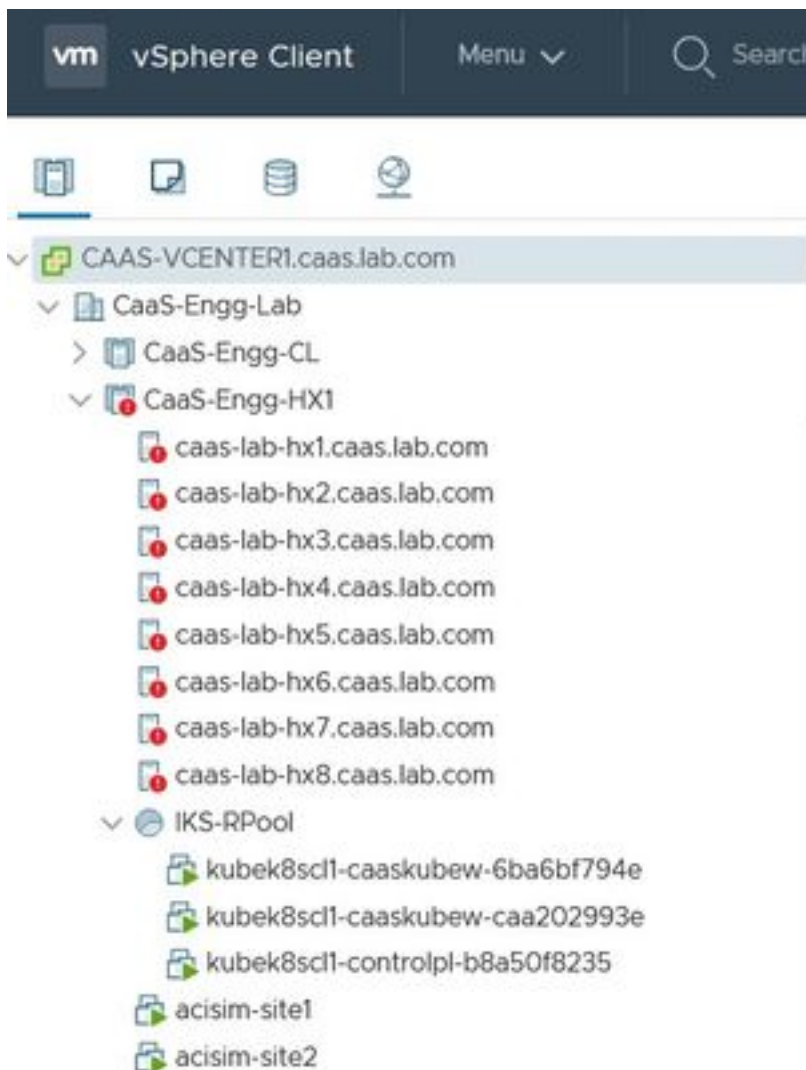 vm vSphere Client Menu Search
CAAS-VCENTER1.caas.lab.com
CaaS-Engg-Lab
CaaS-Engg-CL
CaaS-Engg-HX1
caas-lab-hx1.caas.lab.com
caas-lab-hx2.caas.lab.com
caas-lab-hx3.caas.lab.com
caas-lab-hx4.caas.lab.com
caas-lab-hx5.caas.lab.com
caas-lab-hx6.caas.lab.com
caas-lab-hx7.caas.lab.com
caas-lab-hx8.caas.lab.com
IKS-RPool
kubek8scl1-caaskubew-6ba6bf794e
kubek8scl1-caaskubew-caa202993e
kubek8scl1-controlpl-b8a50f8235
acisim-site1
acisim-site2